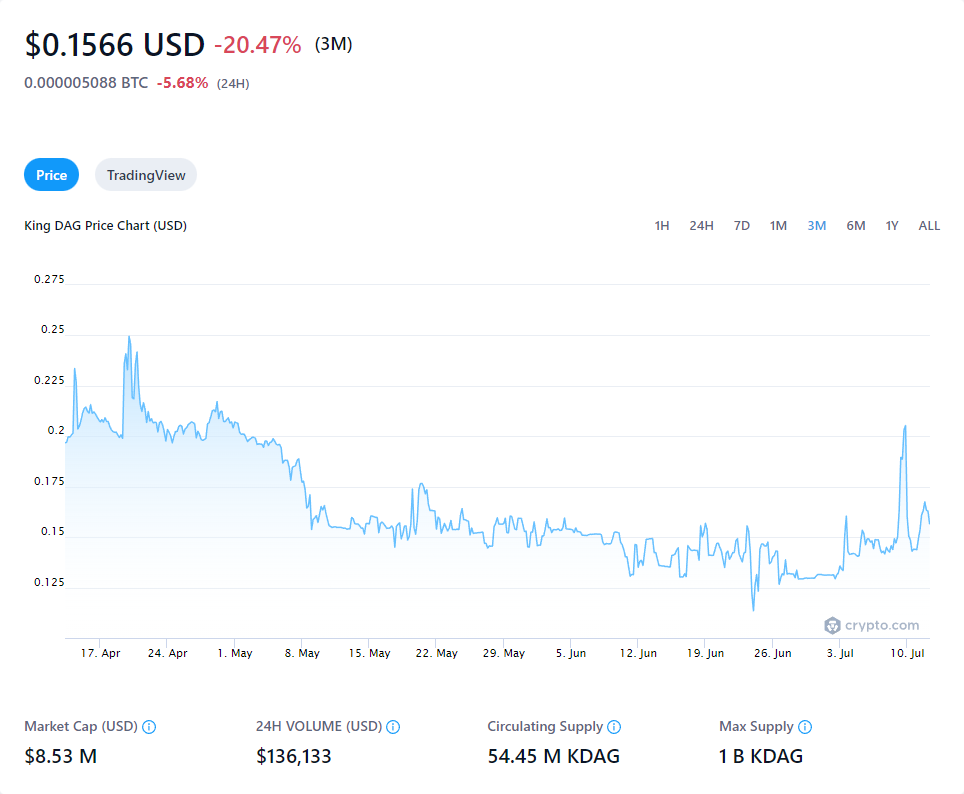 $0.1566 USD -20.47% (3M)
0.000005088 BTC -5.68% (24H)
Price TradingView
King DAG Price Chart (USD) 1H 24H 7D 1M 3M 6M 1Y ALL
0.275
0.25
0.225
0.2
0.175
0.15
0.125
crypto.com
17. Apr 24. Apr 1. May 8. May 15. May 22. May 29. May 5. Jun 12. Jun 19. Jun 26. Jun 3. Jul 10. Jul
Market Cap (USD) 24H VOLUME (USD) Circulating Supply Max Supply
$8.53 M $136,133 54.45 M KDAG 1 B KDAG